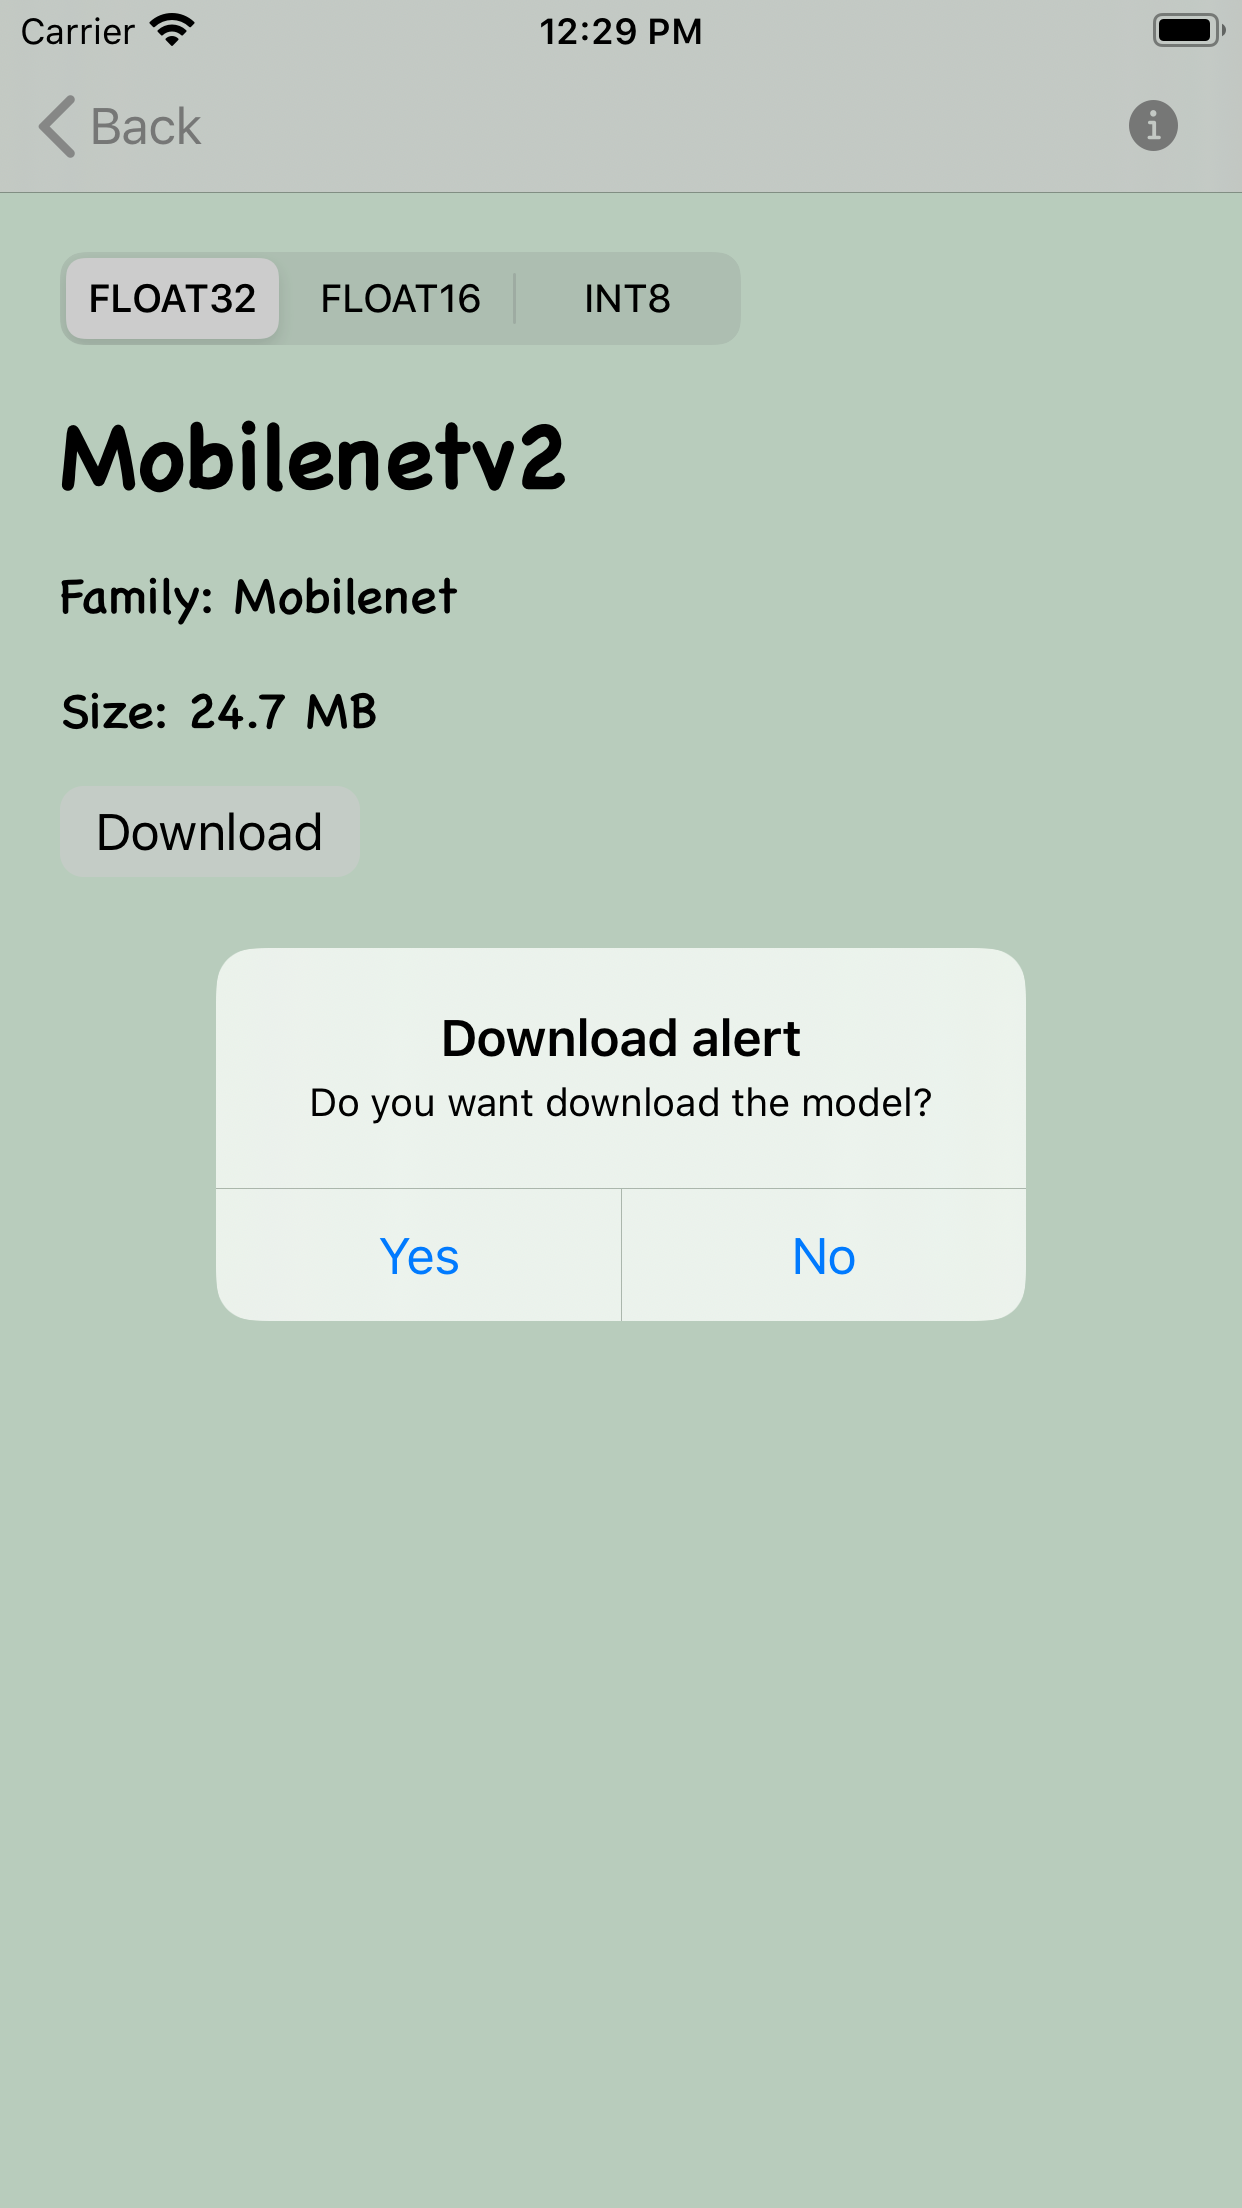 Carrier 12:29 PM
Back
FLOAT32 FLOAT16 INT8
Mobilenetv2
Family: Mobilenet
Size: 24.7 MB
Download
Download alert
Do you want download the model?
Yes No